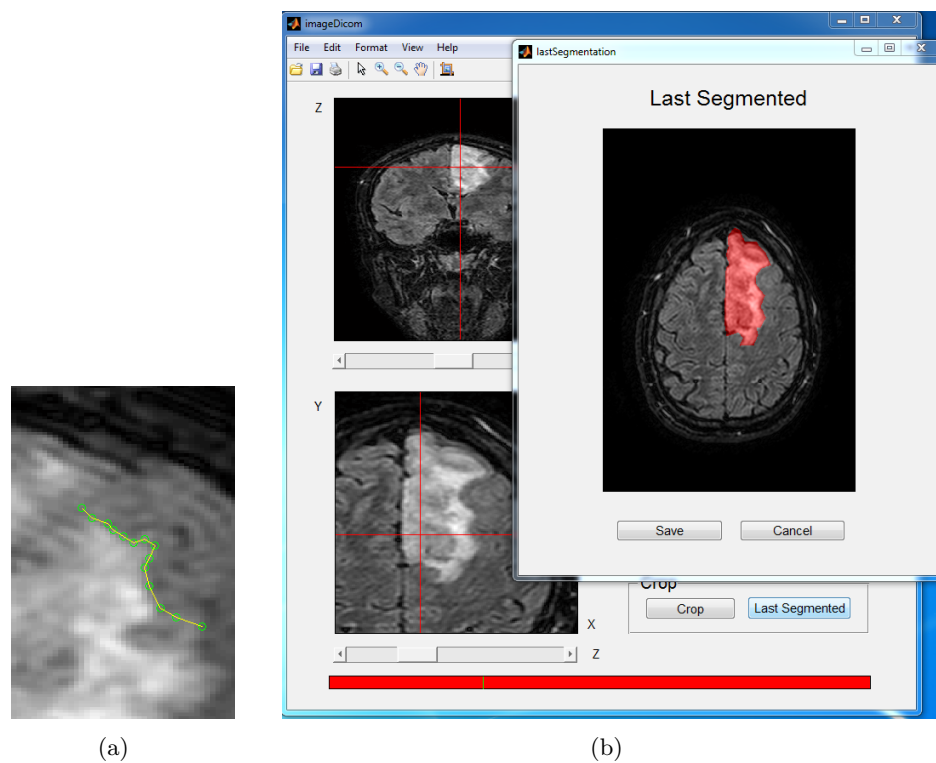 imageDicom
File Edit Format View Help
Z
Y
X
Z
lastSegmentation
Last Segmented
Save Cancel
Crop
Crop Last Segmented
(a)
(b)